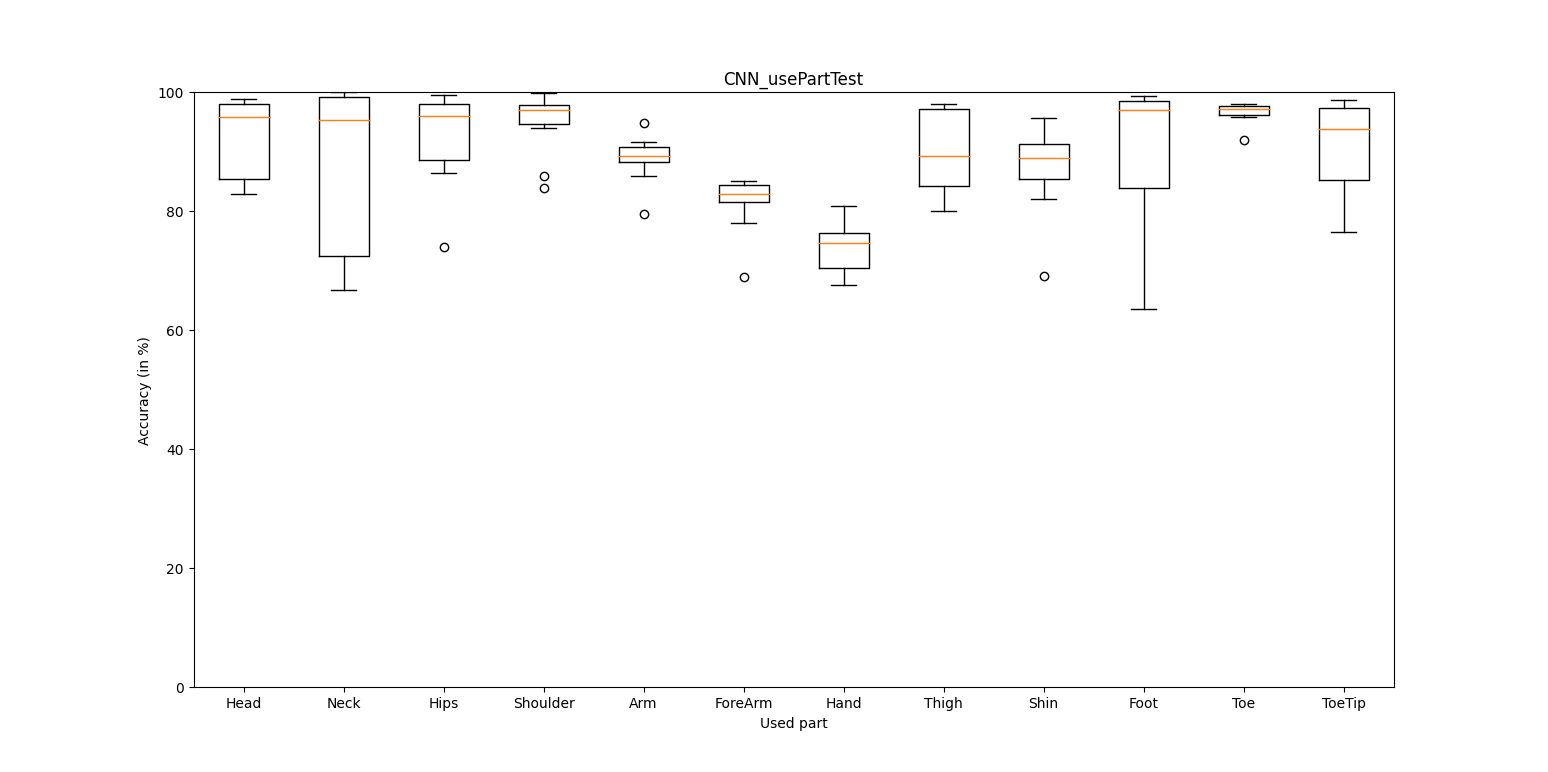 CNN_usePartTest
100
80
60
40
20
0
Accuracy (in %)
Head Neck Hips Shoulder Arm ForeArm Hand Thigh Shin Foot Toe ToeTip
Used part